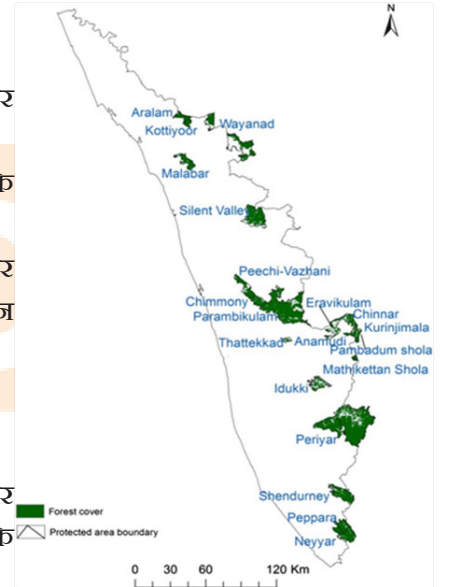 N
Aralam
Kottiyoor
Wayanad
Malabar
Silent Valley
Peechi-Vazhani
Chimmony
Parambikulam
Eravikulam
Chinnar
Kurinjimala
Thattekkad
Anamudi
Pambadum shola
Mathikettan Shola
Idukki
Periyar
Shendurney
Peppara
Neyyar
Forest cover
Protected area boundary
0 30 60 120 Km